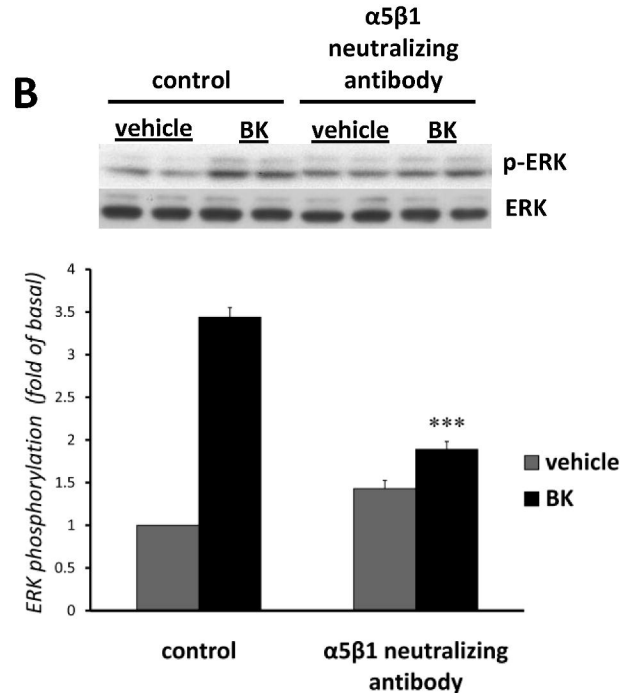 B
control
α5β1
neutralizing
antibody
vehicle BK vehicle BK
p-ERK
ERK
ERK phosphorylation (fold of basal)
4
3.5
3
2.5
2
1.5
1
0.5
0
***
vehicle
BK
control
α5β1 neutralizing
antibody